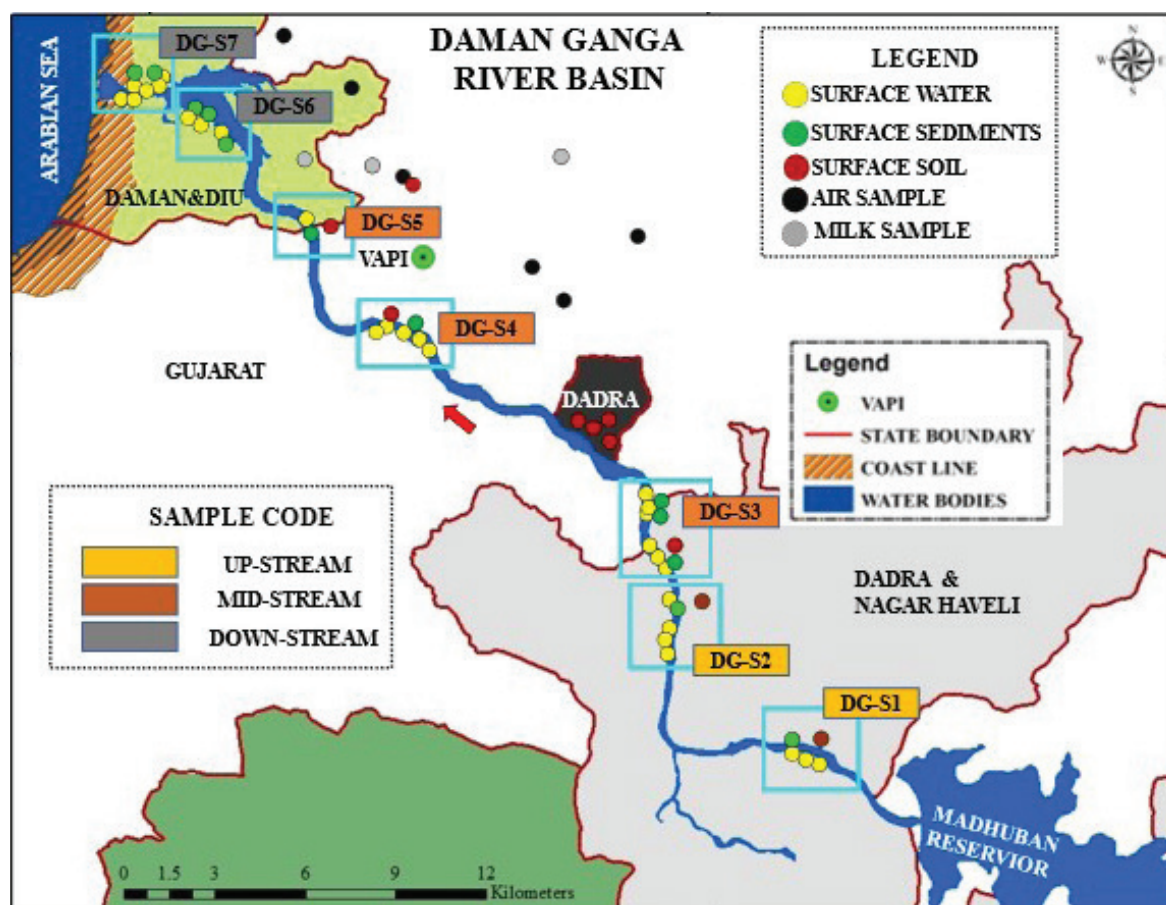 DAMAN GANGA
RIVER BASIN
N
W
E
S
LEGEND
SURFACE WATER
SURFACE SEDIMENTS
SURFACE SOIL
AIR SAMPLE
MILK SAMPLE
ARABIAN SEA
DG-S7
DG-S6
DAMAN&DIU
DG-S5
VAPI
DG-S4
GUJARAT
DADRA
Legend
VAPI
STATE BOUNDARY
COAST LINE
WATER BODIES
DG-S3
SAMPLE CODE
UP-STREAM
MID-STREAM
DOWN-STREAM
DADRA &
NAGAR HAVELI
DG-S2
DG-S1
MADHUBAN
RESERVIOR
0 1.5 3 6 9 12
Kilometers